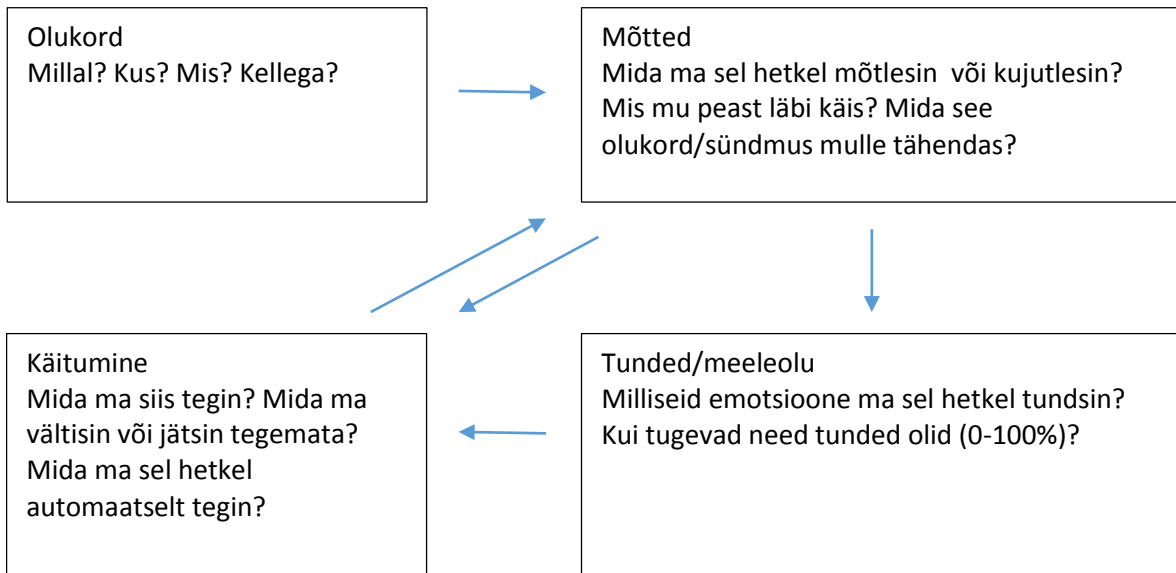 Olukord
Millal? Kus? Mis? Kellega?
Mõtted
Mida ma sel hetkel mõtlesin või kujutlesin?
Mis mu peast läbi käis? Mida see
olukord/sündmus mulle tähendas?
Käitumine
Mida ma siis tegin? Mida ma
vältisin või jätsin tegemata?
Mida ma sel hetkel
automaatselt tegin?
Tunded/meeleolu
Milliseid emotsioone ma sel hetkel tundsin?
Kui tugevad need tunded olid (0-100%)?